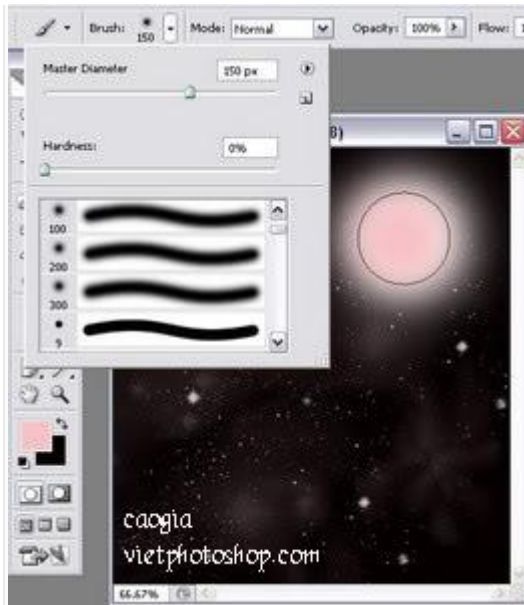 Brush: 150 Mode: Normal Opacity: 100% Flow:
Master Diameter 150 px
Hardness: 0%
100
200
300
9
caogia
vietphotoshop.com
66.67%